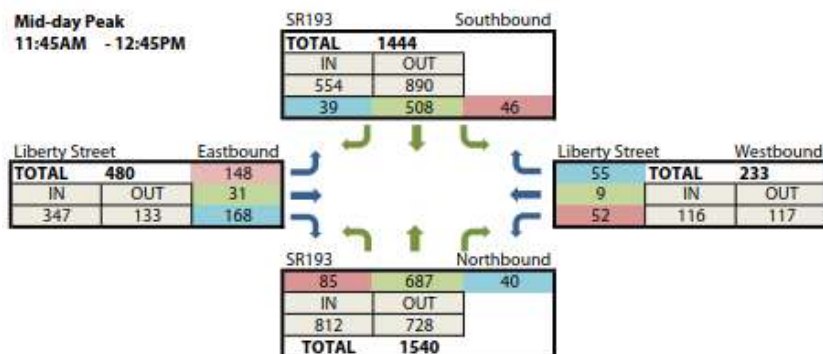 Mid-day Peak
11:45AM - 12:45PM
SR193 Southbound
TOTAL 1444
IN OUT
554 890
39 508 46
Liberty Street Eastbound
TOTAL 480 148
IN OUT 31
347 133 168
Liberty Street Westbound
55 TOTAL 233
9 IN OUT
52 116 117
SR193 Northbound
85 687 40
IN OUT
812 728
TOTAL 1540